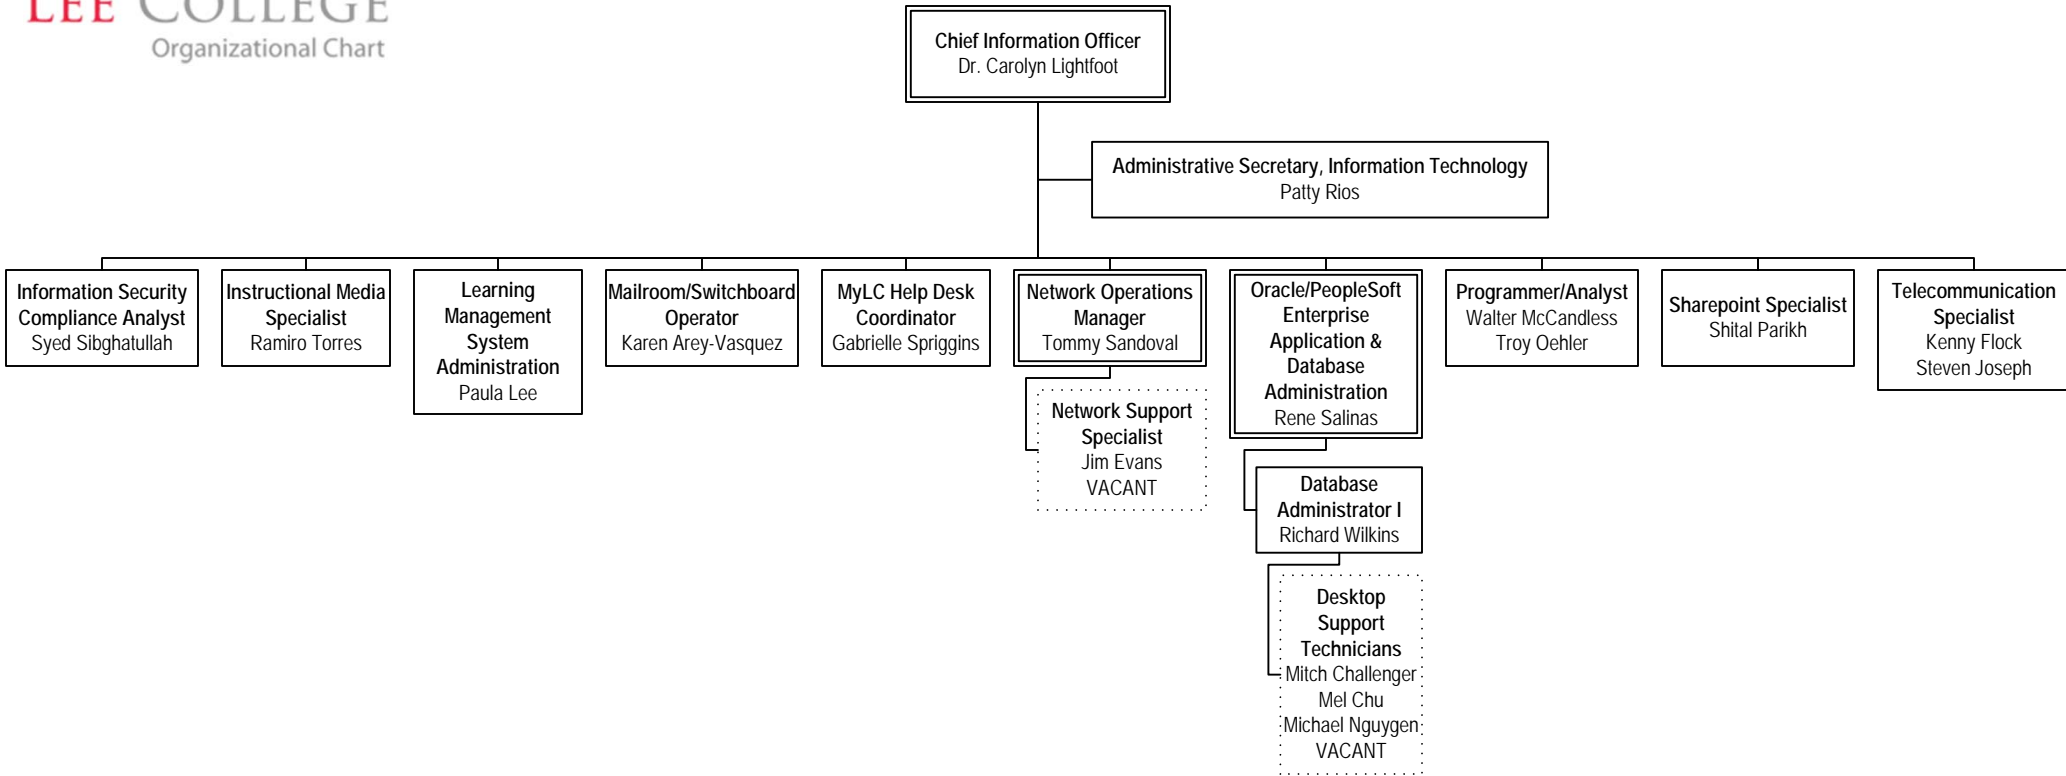 LEE COLLEGE
Organizational Chart
Chief Information Officer
Dr. Carolyn Lightfoot
Administrative Secretary, Information Technology
Patty Rios
Information Security
Compliance Analyst
Syed Sibghatullah
Instructional Media
Specialist
Ramiro Torres
Learning
Management
System
Administration
Paula Lee
Mailroom/Switchboard
Operator
Karen Arey-Vasquez
MyLC Help Desk
Coordinator
Gabrielle Spriggins
Network Operations
Manager
Tommy Sandoval
Oracle/PeopleSoft
Enterprise
Application &
Database
Administration
Rene Salinas
Programmer/Analyst
Walter McCandless
Troy Oehler
Sharepoint Specialist
Shital Parikh
Telecommunication
Specialist
Kenny Flock
Steven Joseph
Network Support
Specialist
Jim Evans
VACANT
Database
Administrator I
Richard Wilkins
Desktop
Support
Technicians
Mitch Challenger
Mel Chu
Michael Nguygen
VACANT